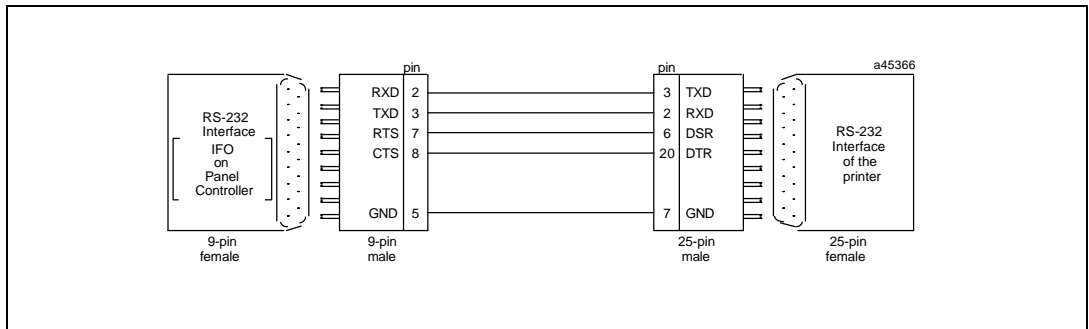 a45366
pin
pin
RXD 2
3 TXD
TXD 3
2 RXD
RTS 7
6 DSR
CTS 8
20 DTR
GND 5
7 GND
RS-232
Interface
IFO
on
Panel
Controller
RS-232
Interface
of the
printer
9-pin
female
9-pin
male
25-pin
male
25-pin
female